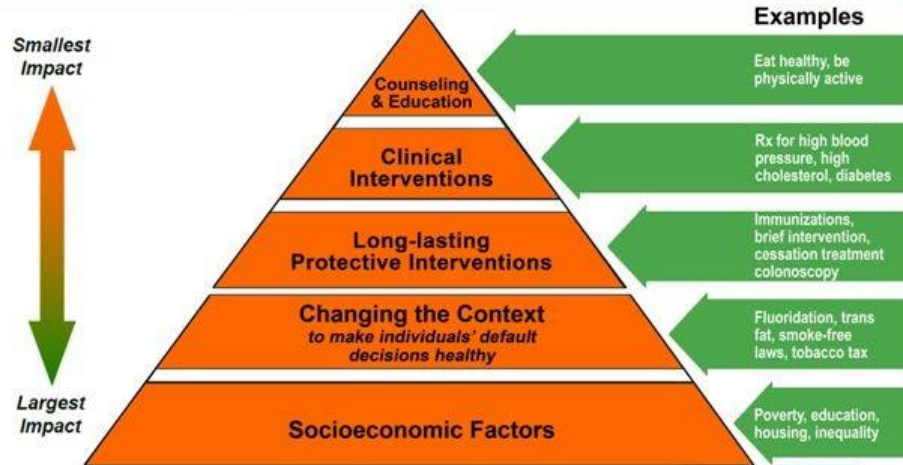 Examples
Smallest
Impact
Counseling
& Education
Eat healthy, be
physically active
Clinical
Interventions
Rx for high blood
pressure, high
cholesterol, diabetes
Long-lasting
Protective Interventions
Immunizations,
brief intervention,
cessation treatment
colonoscopy
Changing the Context
to make individuals' default
decisions healthy
Fluoridation, trans
fat, smoke-free
laws, tobacco tax
Largest
Impact
Socioeconomic Factors
Poverty, education,
housing, inequality